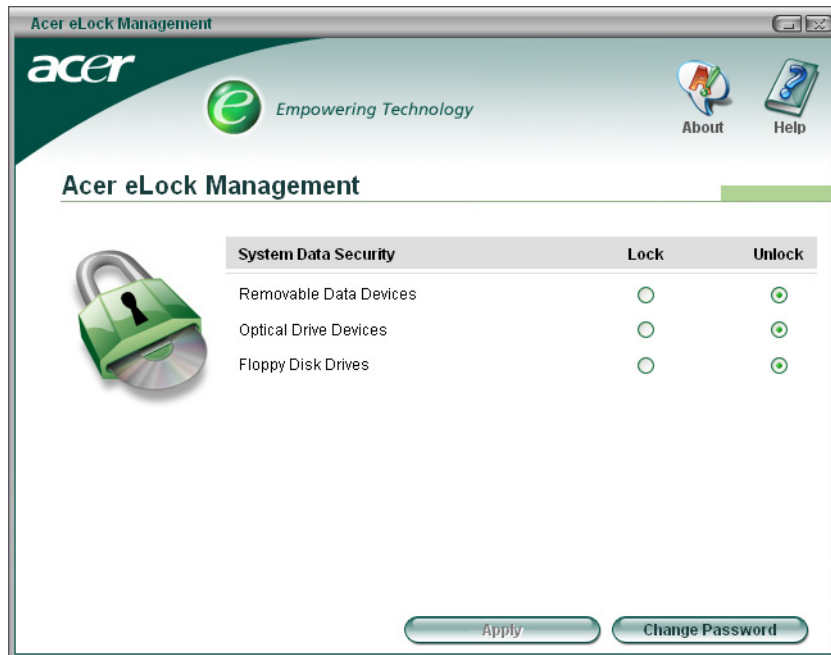 Acer eLock Management
acer
e Empowering Technology
About Help
Acer eLock Management
System Data Security Lock Unlock
Removable Data Devices
Optical Drive Devices
Floppy Disk Drives
Apply Change Password